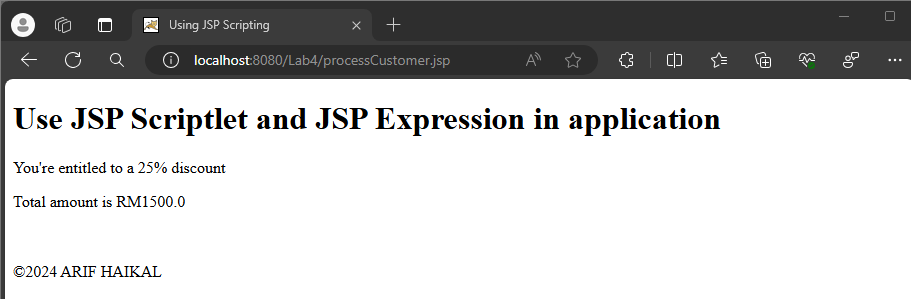 Using JSP Scripting
localhost:8080/Lab4/processCustomer.jsp
Use JSP Scriptlet and JSP Expression in application
You're entitled to a 25% discount
Total amount is RM1500.0
©2024 ARIF HAIKAL